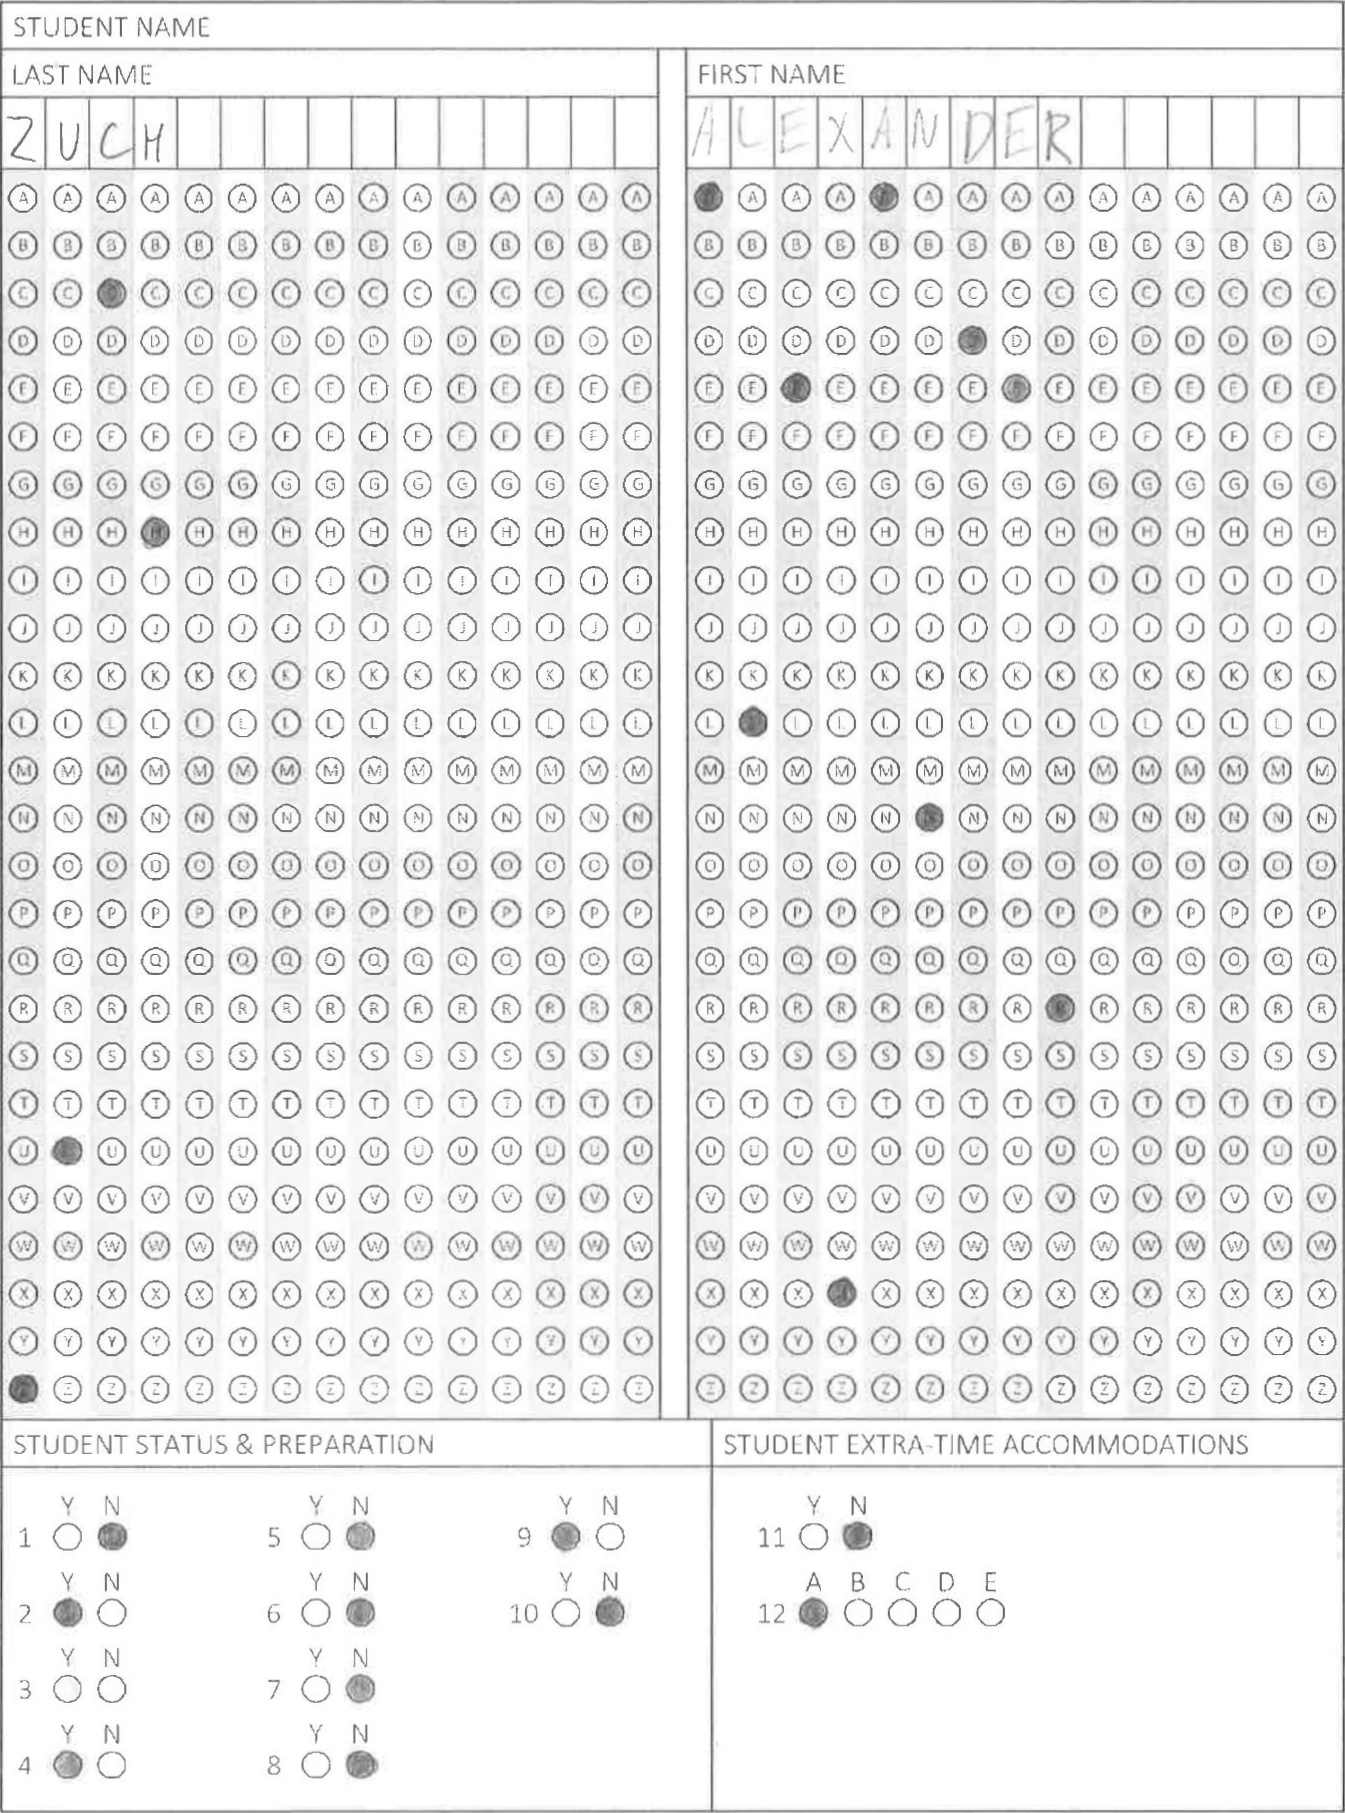 STUDENT NAME
LAST NAME FIRST NAME
ZUCH ALEXANDER
A A A A A A A A A A A A A A A A A A A A A A A A A A A A
B B B B B B B B B B B B B B B B B B B B B B B B B B B B B B
C C C C C C C C C C C C C C C C C C C C C C C C C C C C C
D D D D D D D D D D D D D D D D D D D D D D D D D D D D D D
E E E E E E E E E E E E E E E E E E E E E E E E E E E E E
F F F F F F F F F F F F F F F F F F F F F F F F F F F F F F
G G G G G G G G G G G G G G G G G G G G G G G G G G G G G G
H H H H H H H H H H H H H H H H H H H H H H H H H H H H H H
I I I I I I I I I I I I I I I I I I I I I I I I I I I I I I
J J J J J J J J J J J J J J J J J J J J J J J J J J J J J J
K K K K K K K K K K K K K K K K K K K K K K K K K K K K K K
L L L L L L L L L L L L L L L L L L L L L L L L L L L L L
M M M M M M M M M M M M M M M M M M M M M M M M M M M M M M
N N N N N N N N N N N N N N N N N N N N N N N N N N N N N N
O O O O O O O O O O O O O O O O O O O O O O O O O O O O O O
P P P P P P P P P P P P P P P P P P P P P P P P P P P P P P
Q Q Q Q Q Q Q Q Q Q Q Q Q Q Q Q Q Q Q Q Q Q Q Q Q Q Q Q Q Q
R R R R R R R R R R R R R R R R R R R R R R R R R R R R R R
S S S S S S S S S S S S S S S S S S S S S S S S S S S S S S
T T T T T T T T T T T T T T T T T T T T T T T T T T T T T T
U U U U U U U U U U U U U U U U U U U U U U U U U U U U U
V V V V V V V V V V V V V V V V V V V V V V V V V V V V V V
W W W W W W W W W W W W W W W W W W W W W W W W W W W W W W
X X X X X X X X X X X X X X X X X X X X X X X X X X X X X
Y Y Y Y Y Y Y Y Y Y Y Y Y Y Y Y Y Y Y Y Y Y Y Y Y Y Y Y Y Y
Z Z Z Z Z Z Z Z Z Z Z Z Z Z Z Z Z Z Z Z Z Z Z Z Z Z Z Z Z
STUDENT STATUS & PREPARATION STUDENT EXTRA-TIME ACCOMMODATIONS
Y N Y N Y N Y N
1 5 9 11
Y N Y N Y N A B C D E
2 6 10 12
Y N Y N
3 7
Y N Y N
4 8